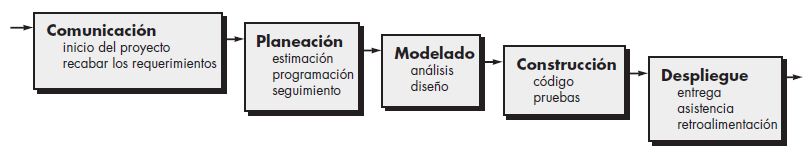 Comunicación
inicio del proyecto
recabar los requerimientos
Planeación
estimación
programación
seguimiento
Modelado
análisis
diseño
Construcción
código
pruebas
Despliegue
entrega
asistencia
retroalimentación